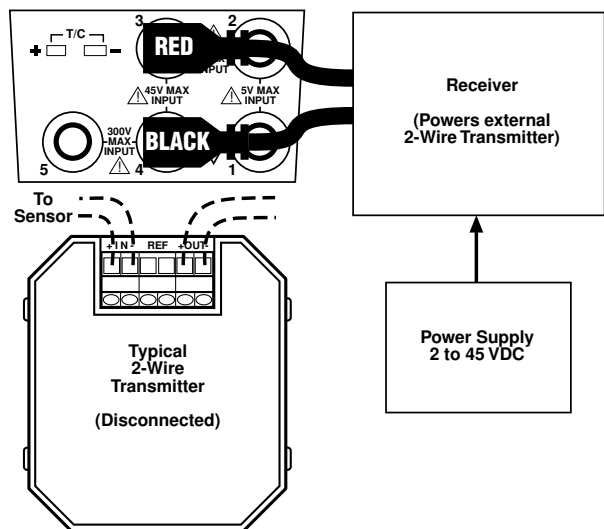 3
2
+ T/C -
RED
MAX
INPUT
⚠ 45V MAX
INPUT
⚠ 5V MAX
INPUT
300V
MAX
INPUT
⚠
BLACK
5
4
1
Receiver
(Powers external
2-Wire Transmitter)
To
Sensor
+ I N - REF +OUT-
Typical
2-Wire
Transmitter
(Disconnected)
Power Supply
2 to 45 VDC